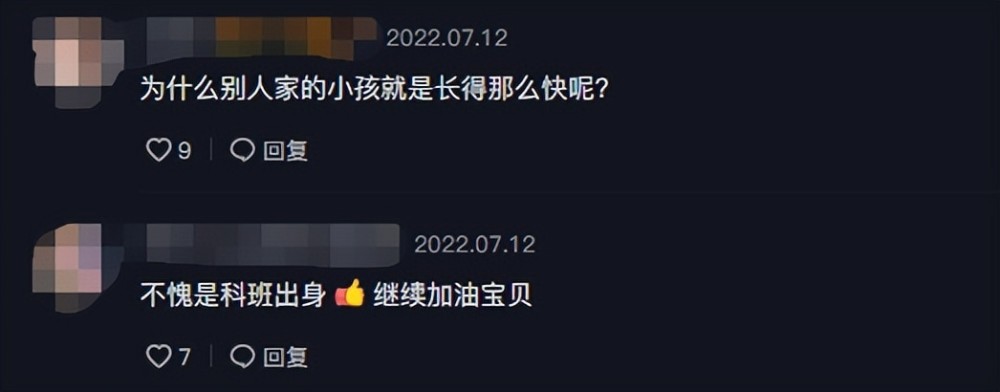 2022.07.12
为什么别人家的小孩就是长得那么快呢?
9 回复
2022.07.12
不愧是科班出身👍继续加油宝贝
7 回复